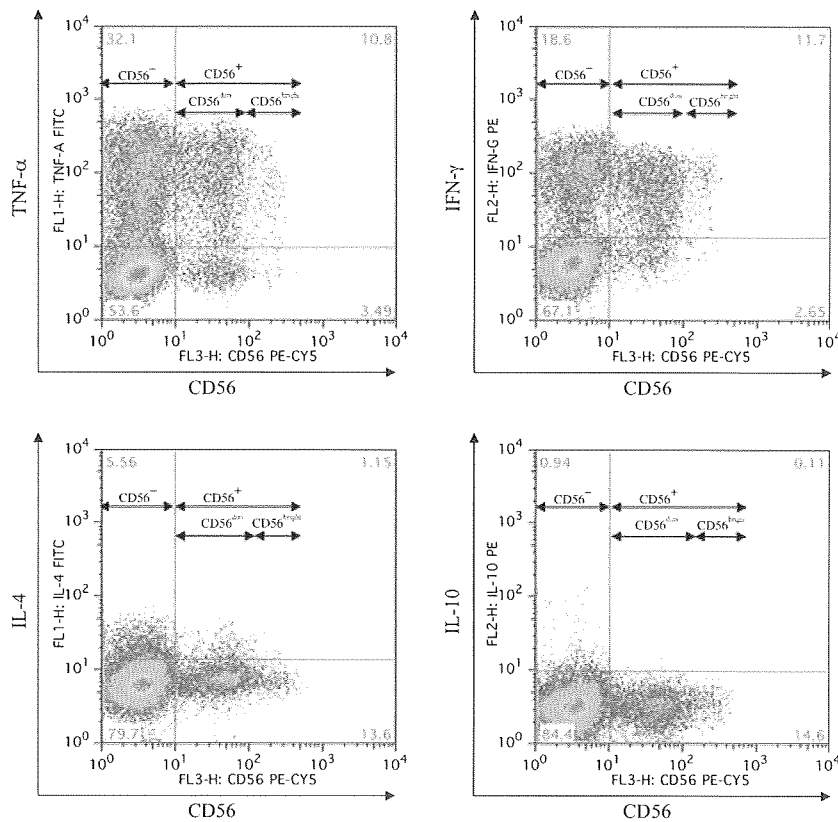 TNF-α
FL1-H: TNF-A FITC
10⁴
10³
10²
10¹
10⁰
32.1
10.8
CD56⁻
CD56⁺
CD56dim
CD56bright
53.6
3.49
10⁰ 10¹ 10² 10³ 10⁴
FL3-H: CD56 PE-CY5
CD56
IFN-γ
FL2-H: IFN-G PE
10⁴
10³
10²
10¹
10⁰
18.6
11.7
CD56⁻
CD56⁺
CD56dim
CD56bright
67.1
2.65
10⁰ 10¹ 10² 10³ 10⁴
FL3-H: CD56 PE-CY5
CD56
IL-4
FL1-H: IL-4 FITC
10⁴
10³
10²
10¹
10⁰
5.56
1.15
CD56⁻
CD56⁺
CD56dim
CD56bright
79.7
13.6
10⁰ 10¹ 10² 10³ 10⁴
FL3-H: CD56 PE-CY5
CD56
IL-10
FL2-H: IL-10 PE
10⁴
10³
10²
10¹
10⁰
0.94
0.11
CD56⁻
CD56⁺
CD56dim
CD56bright
84.4
14.6
10⁰ 10¹ 10² 10³ 10⁴
FL3-H: CD56 PE-CY5
CD56